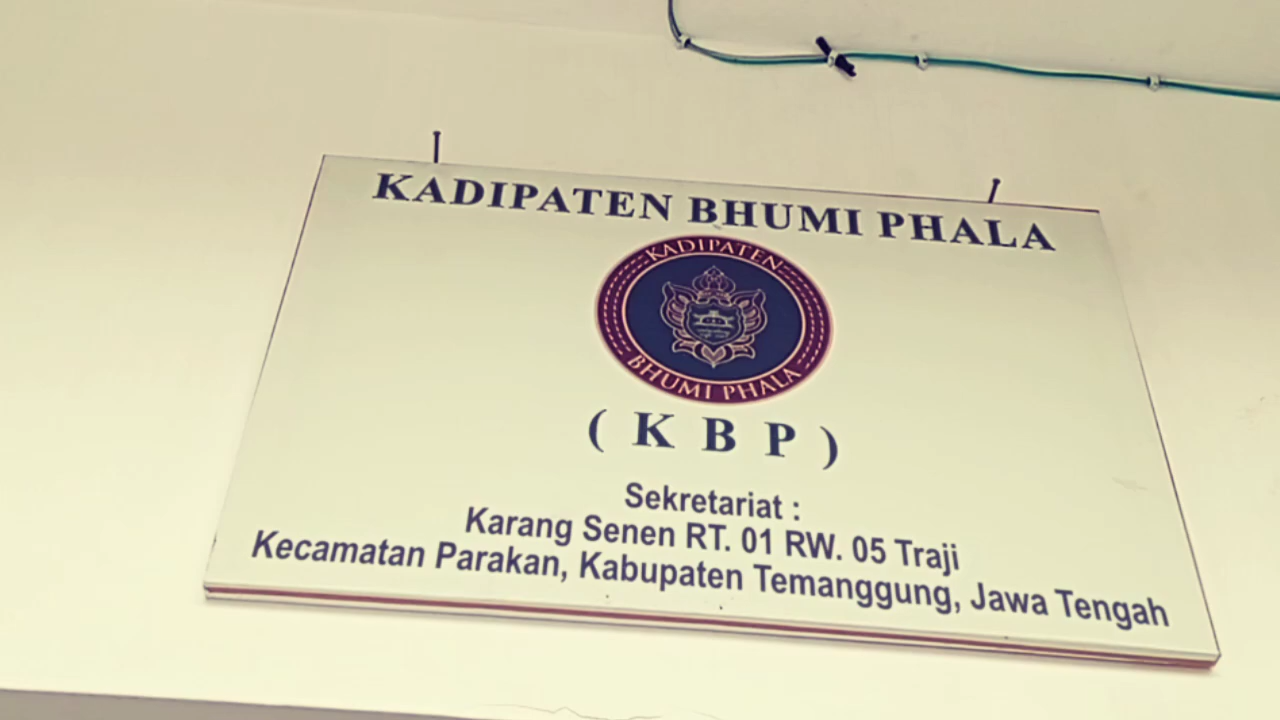 KADIPATEN BHUMI PHALA
KADIPATEN
BHUMI PHALA
( K B P )
Sekretariat :
Karang Senen RT. 01 RW. 05 Traji
Kecamatan Parakan, Kabupaten Temanggung, Jawa Tengah